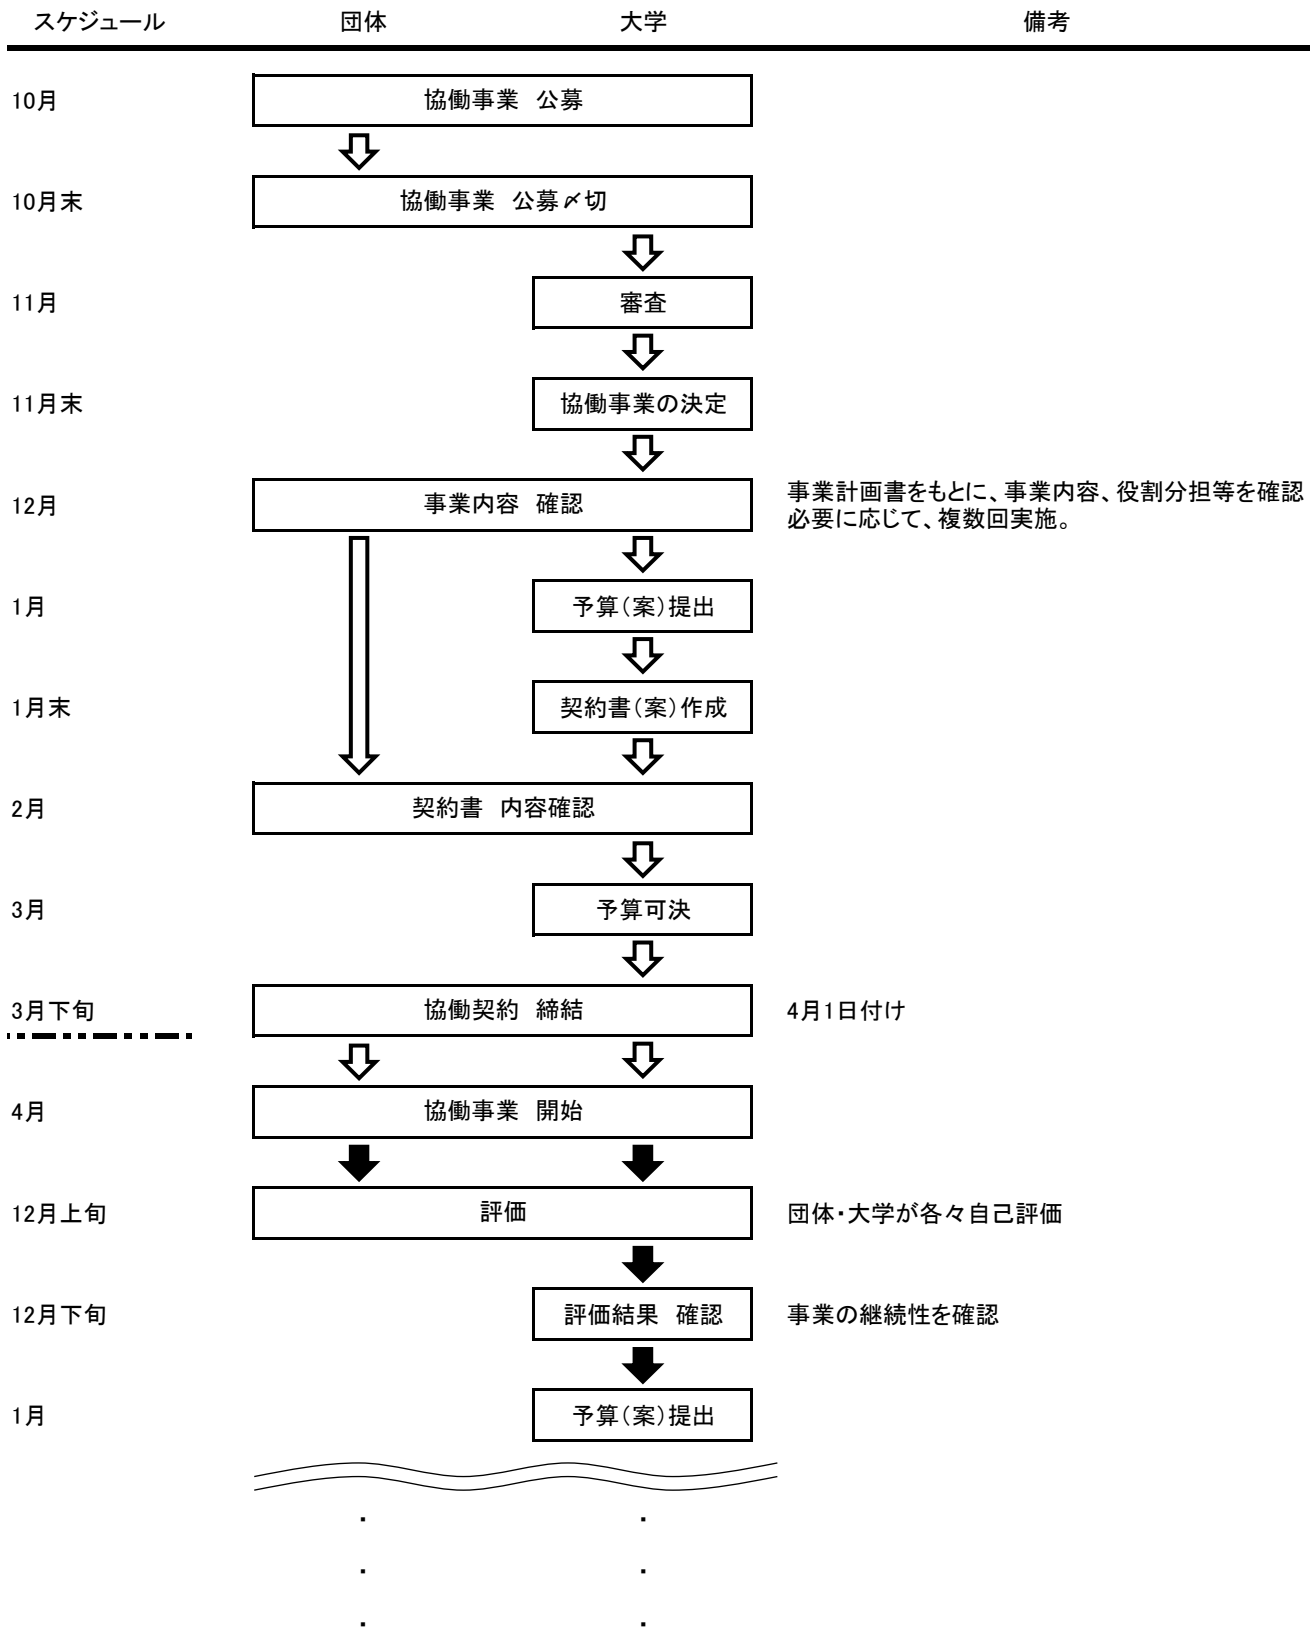 スケジュール 団体 大学 備考
10月 協働事業 公募
10月末 協働事業 公募〆切
11月 審査
11月末 協働事業の決定
12月 事業内容 確認 事業計画書をもとに、事業内容、役割分担等を確認
必要に応じて、複数回実施。
1月 予算(案)提出
1月末 契約書(案)作成
2月 契約書 内容確認
3月 予算可決
3月下旬 協働契約 締結 4月1日付け
4月 協働事業 開始
12月上旬 評価 団体・大学が各々自己評価
12月下旬 評価結果 確認 事業の継続性を確認
1月 予算(案)提出
・ ・
・ ・
・ ・